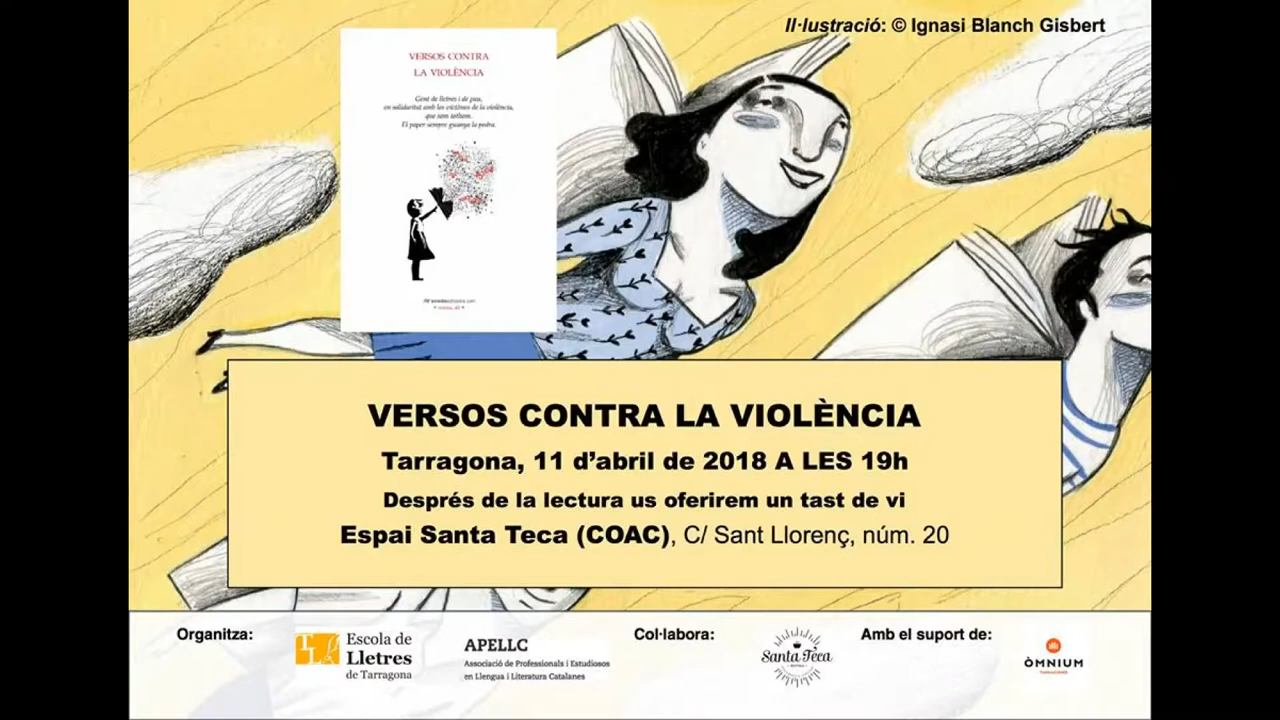 Il·lustració: © Ignasi Blanch Gisbert
VERSOS CONTRA
LA VIOLÈNCIA
Gent de lletres i de pau,
en solidaritat amb les víctimes de la violència,
que som tothom.
El paper sempre guanya la pedra.
VERSOS CONTRA LA VIOLÈNCIA
Tarragona, 11 d'abril de 2018 A LES 19h
Després de la lectura us oferirem un tast de vi
Espai Santa Teca (COAC), C/ Sant Llorenç, núm. 20
Organitza:
TL
Escola de
Lletres
de Tarragona
APELLC
Associació de Professionals i Estudiosos
en Llengua i Literatura Catalanes
Col·labora:
Santa Teca
Amb el suport de:
ÒMNIUM